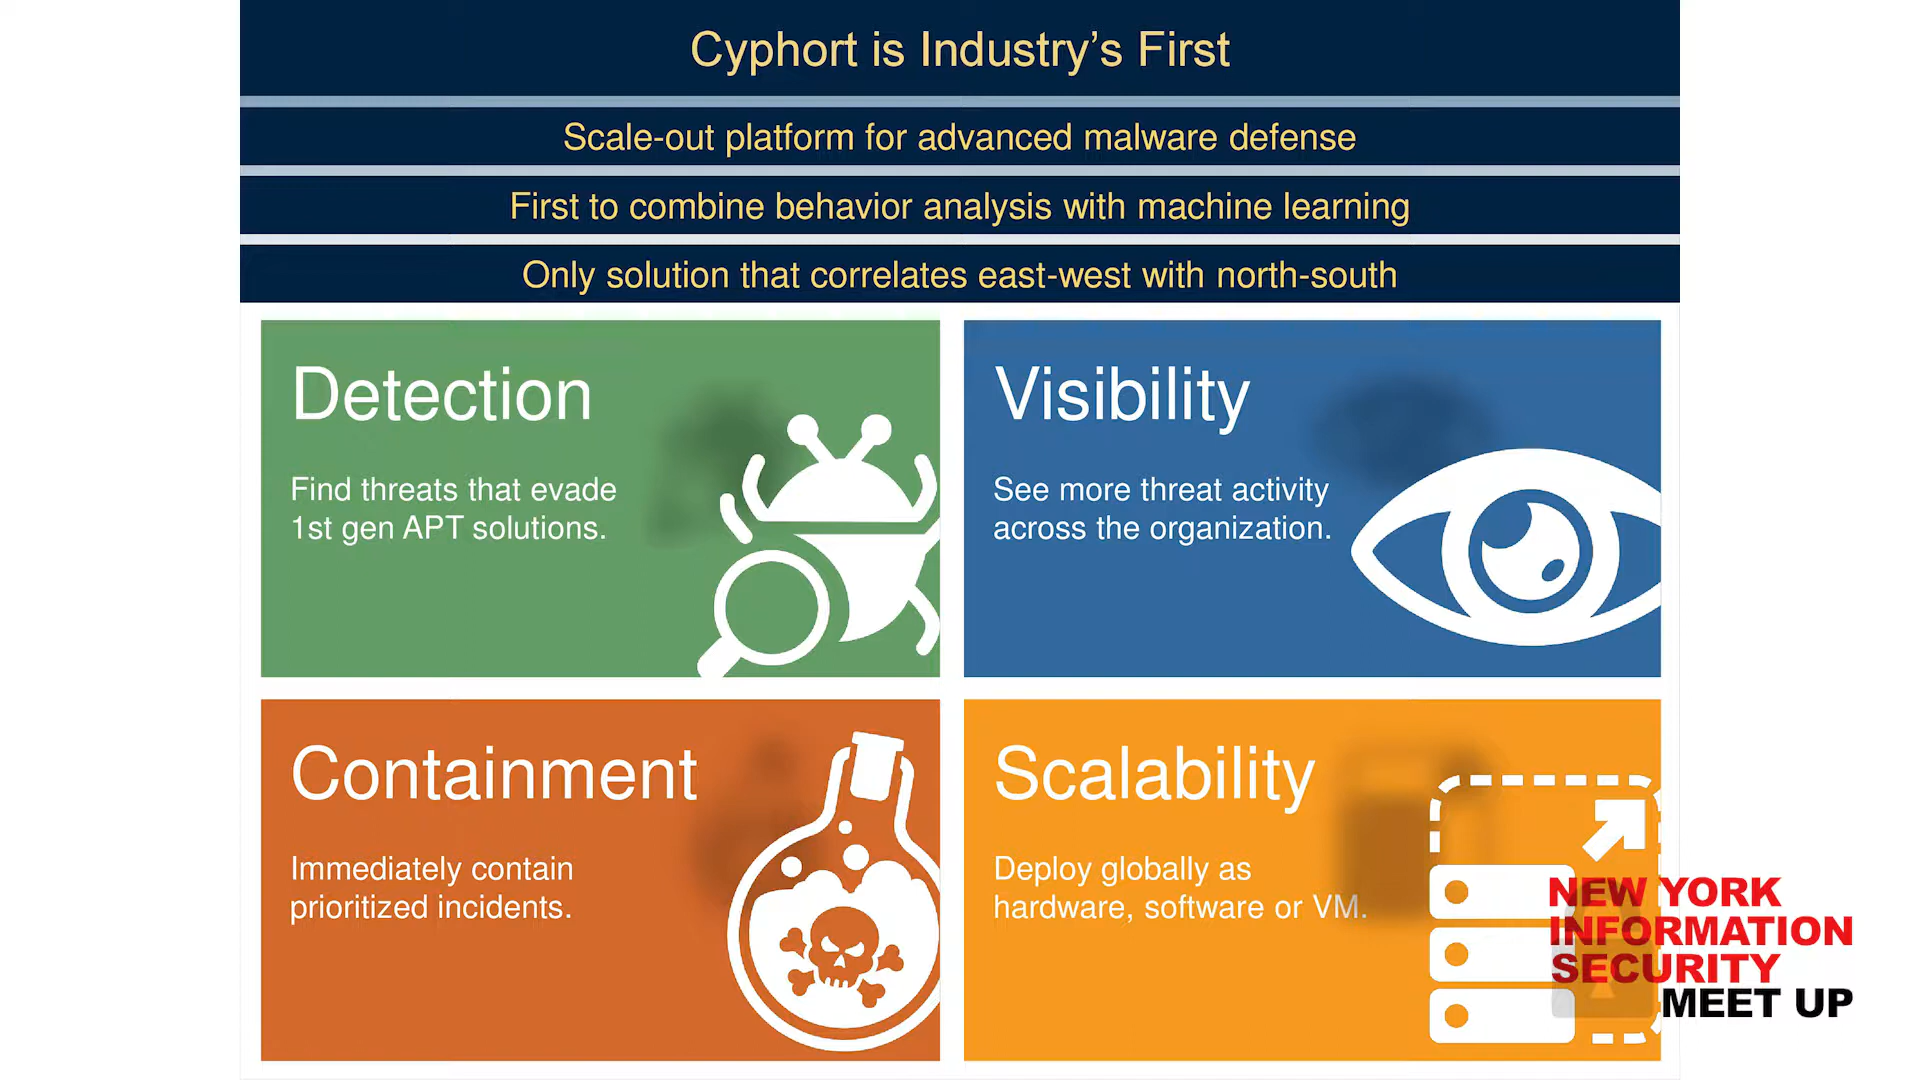 Cyphort is Industry’s First
Scale-out platform for advanced malware defense
First to combine behavior analysis with machine learning
Only solution that correlates east-west with north-south
Detection
Find threats that evade
1st gen APT solutions.
Visibility
See more threat activity
across the organization.
Containment
Immediately contain
prioritized incidents.
Scalability
Deploy globally as
hardware, software or VM.
NEW YORK
INFORMATION
SECURITY
MEET UP